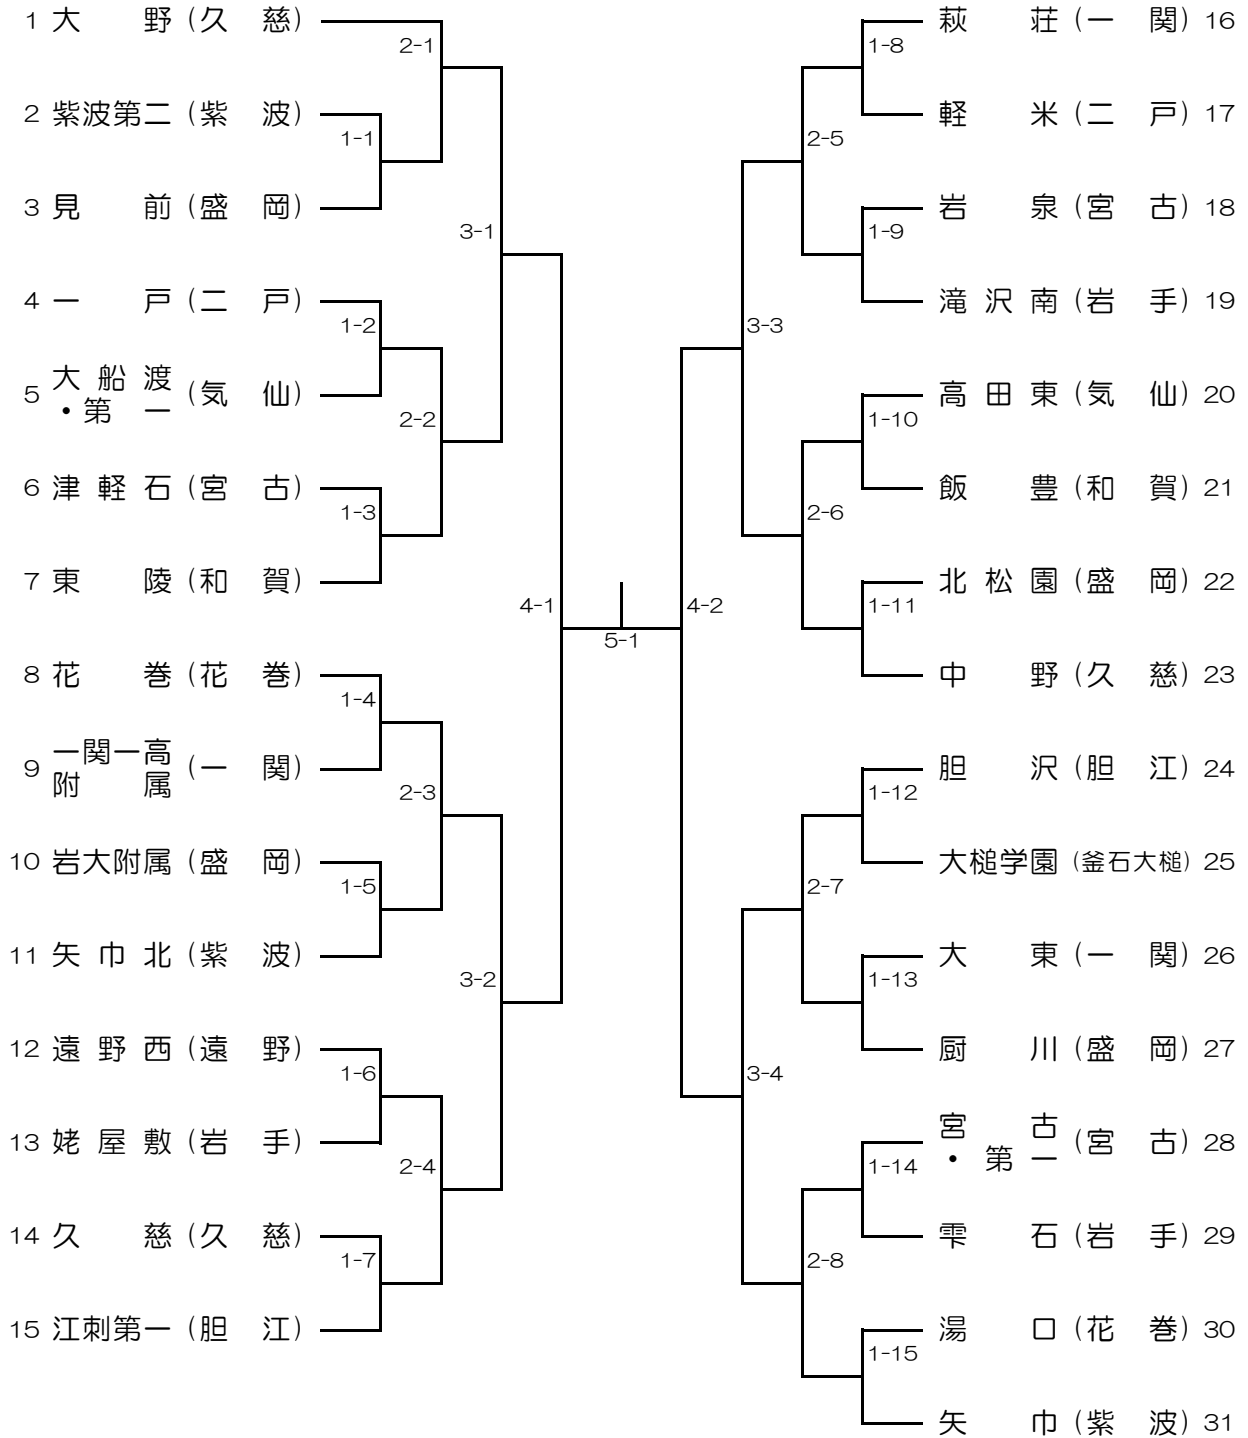 1 大野(久慈)
2-1
2 紫波第二(紫波)
1-1
3 見前(盛岡)
3-1
4 一戸(二戸)
1-2
5 大船渡・第一(気仙)
2-2
6 津軽石(宮古)
1-3
7 東陵(和賀)
4-1
8 花巻(花巻)
1-4
9 一関一高附属(一関)
2-3
10 岩大附属(盛岡)
1-5
11 矢巾北(紫波)
3-2
12 遠野西(遠野)
1-6
13 姥屋敷(岩手)
2-4
14 久慈(久慈)
1-7
15 江刺第一(胆江)
5-1
萩荘(一関) 16
1-8
軽米(二戸) 17
2-5
岩泉(宮古) 18
1-9
滝沢南(岩手) 19
3-3
高田東(気仙) 20
1-10
飯豊(和賀) 21
2-6
北松園(盛岡) 22
1-11
4-2
中野(久慈) 23
胆沢(胆江) 24
1-12
大槌学園(釜石大槌) 25
2-7
大東(一関) 26
1-13
厨川(盛岡) 27
3-4
宮古・第一(宮古) 28
1-14
雫石(岩手) 29
2-8
湯口(花巻) 30
1-15
矢巾(紫波) 31